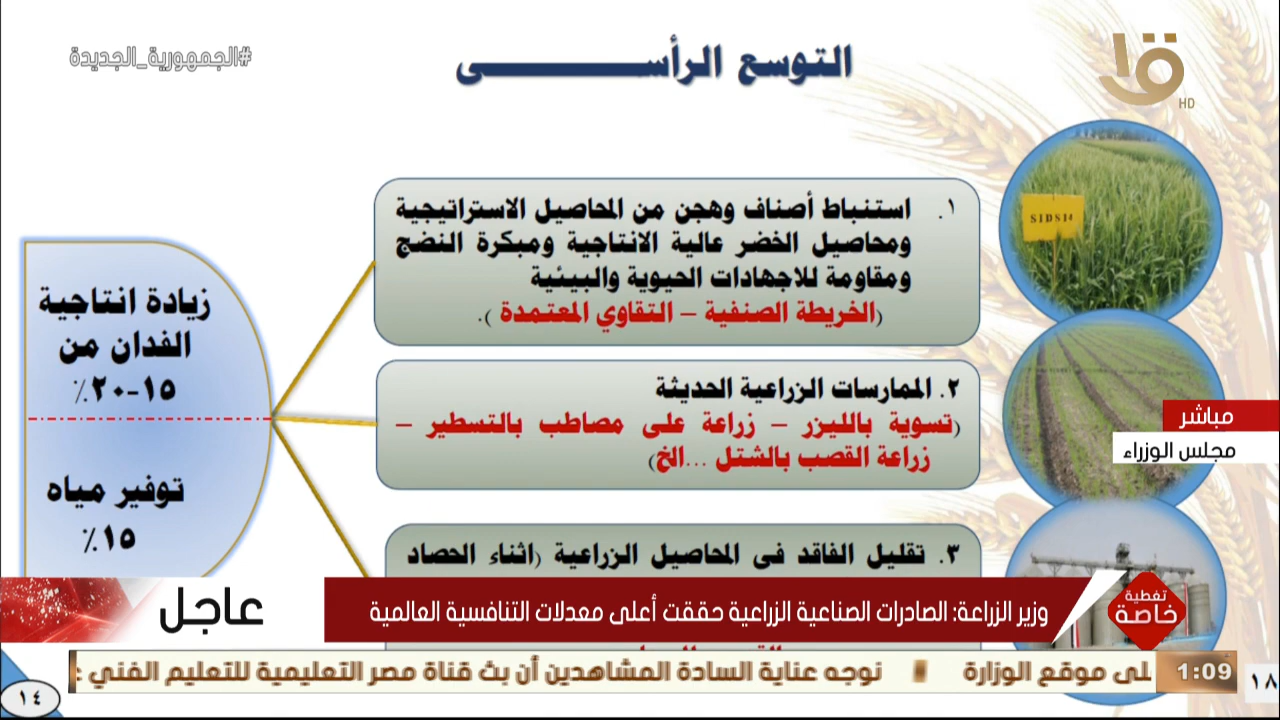 #الجمهورية_الجديدة
HD
التوسع الرأســـــى
SIDS14
١. استنباط أصناف وهجن من المحاصيل الاستراتيجية
ومحاصيل الخضر عالية الانتاجية ومبكرة النضج
ومقاومة للاجهادات الحيوية والبيئية
(الخريطة الصنفية – التقاوي المعتمدة ).
زيادة انتاجية
الفدان من
١٥-٢٠٪
توفير مياه
١٥٪
٢. الممارسات الزراعية الحديثة
(تسوية بالليزر – زراعة على مصاطب بالتسطير –
زراعة القصب بالشتل ...الخ)
مباشر
مجلس الوزراء
٣. تقليل الفاقد فى المحاصيل الزراعية (اثناء الحصاد
تغطية
خاصة
وزير الزراعة: الصادرات الصناعية الزراعية حققت أعلى معدلات التنافسية العالمية
عاجل
1:09
لى موقع الوزارة
نوجه عناية السادة المشاهدين أن بث قناة مصر التعليمية للتعليم الفني
١٨
١٤